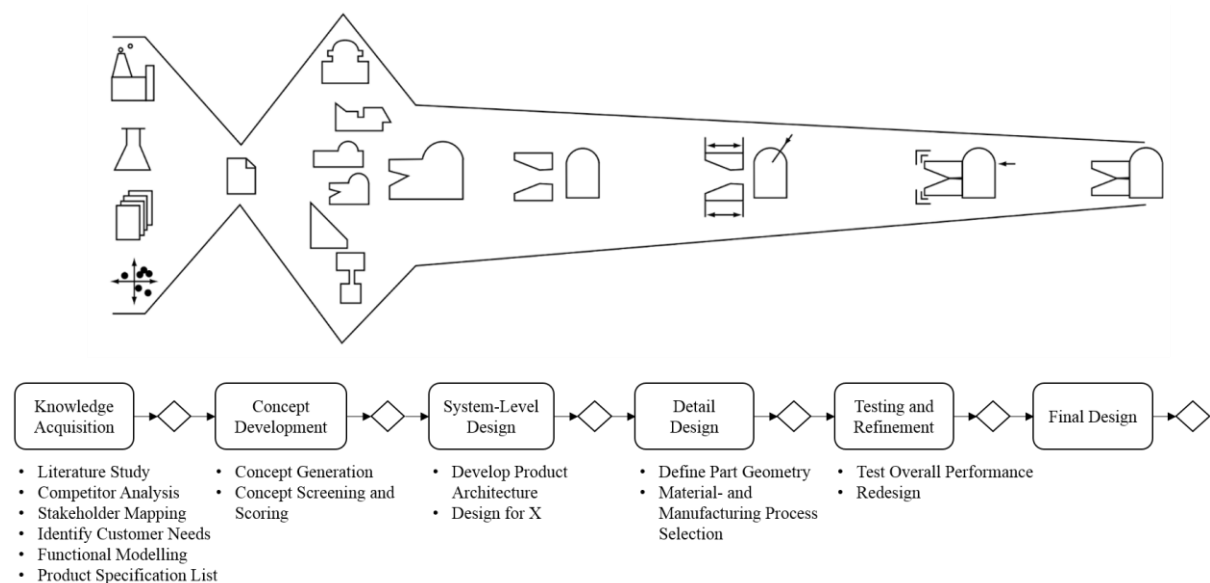 Knowledge
Acquisition
Concept
Development
System-Level
Design
Detail
Design
Testing and
Refinement
Final Design
• Literature Study
• Competitor Analysis
• Stakeholder Mapping
• Identify Customer Needs
• Functional Modelling
• Product Specification List
• Concept Generation
• Concept Screening and
Scoring
• Develop Product
Architecture
• Design for X
• Define Part Geometry
• Material- and
Manufacturing Process
Selection
• Test Overall Performance
• Redesign